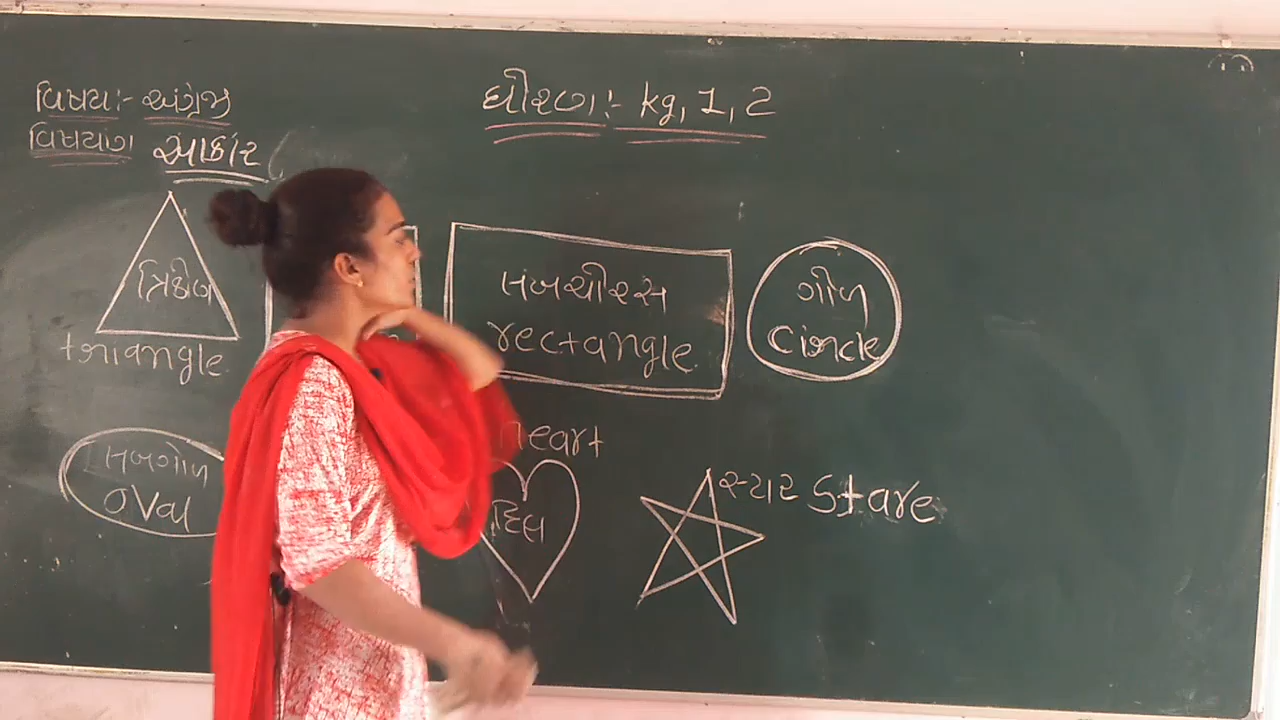 વિષય:- અંગ્રેજી
ધોરણ:- kg, 1, 2
વિષયાંગ આકાર
ત્રિકોણ
triangle
લંબચોરસ
rectangle
ગોળ
Circle
લંબગોળ
oval
heart
દિલ
સ્ટાર Stare